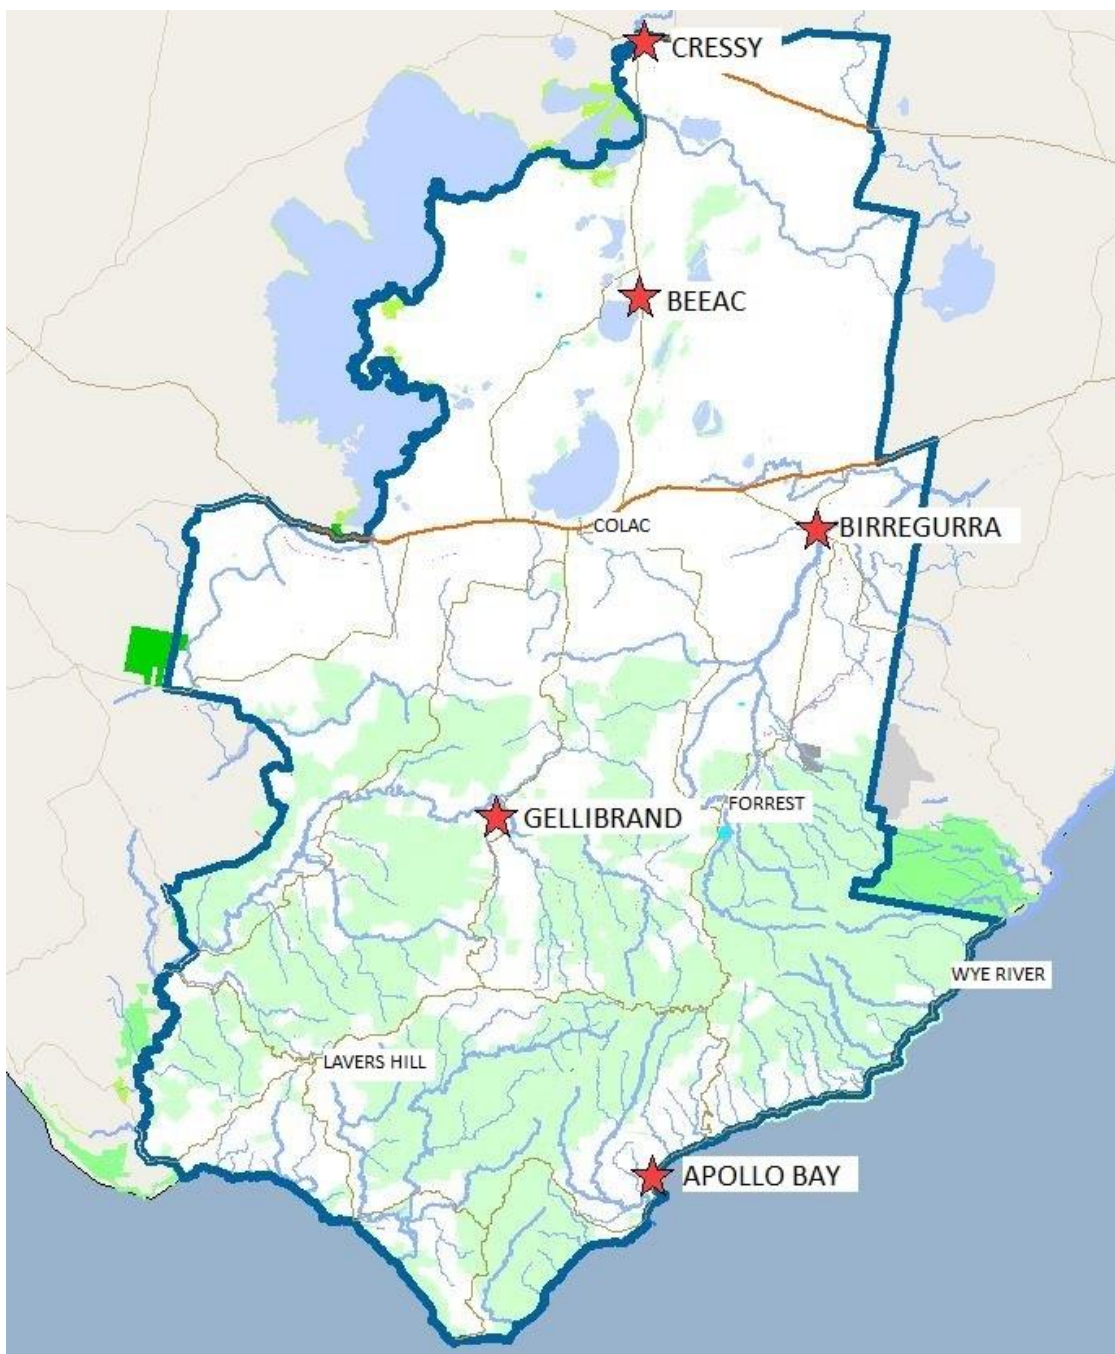 CRESSY
BEEAC
COLAC
BIRREGURRA
FORREST
GELLIBRAND
WYE RIVER
LAVERS HILL
APOLLO BAY